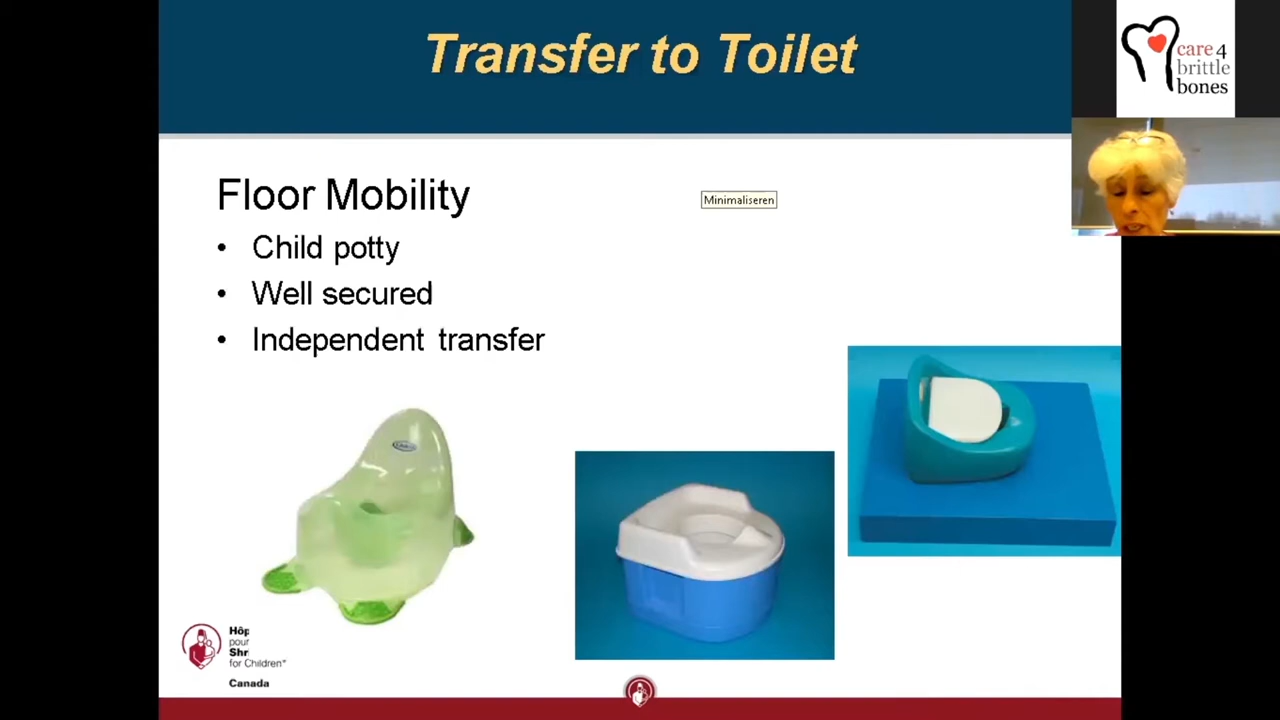 Transfer to Toilet
care 4
brittle
bones
Floor Mobility
Minimaliseren
• Child potty
• Well secured
• Independent transfer
Hôp
pour
Shri
for Children
Canada